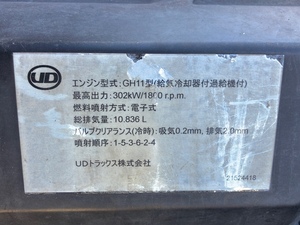 UD
エンジン型式:GH11型(給気冷却器付過給機付)
最高出力:302kW/1800 r.p.m.
燃料噴射方式:電子式
総排気量:10.836 L
バルブクリアランス(冷時):吸気0.2mm, 排気2.0mm
噴射順序:1-5-3-6-2-4
UDトラックス株式会社
21524418